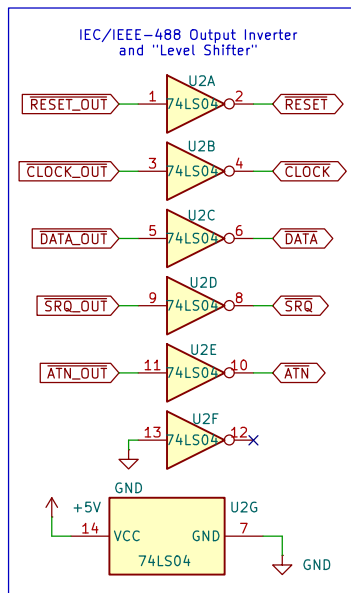 IEC/IEEE-488 Output Inverter
and "Level Shifter"
U2A
RESET_OUT 1 74LS04 2 RESET
U2B
CLOCK_OUT 3 74LS04 4 CLOCK
U2C
DATA_OUT 5 74LS04 6 DATA
U2D
SRQ_OUT 9 74LS04 8 SRQ
U2E
ATN_OUT 11 74LS04 10 ATN
U2F
13 74LS04 12
GND
+5V U2G
14 VCC GND 7
74LS04 GND